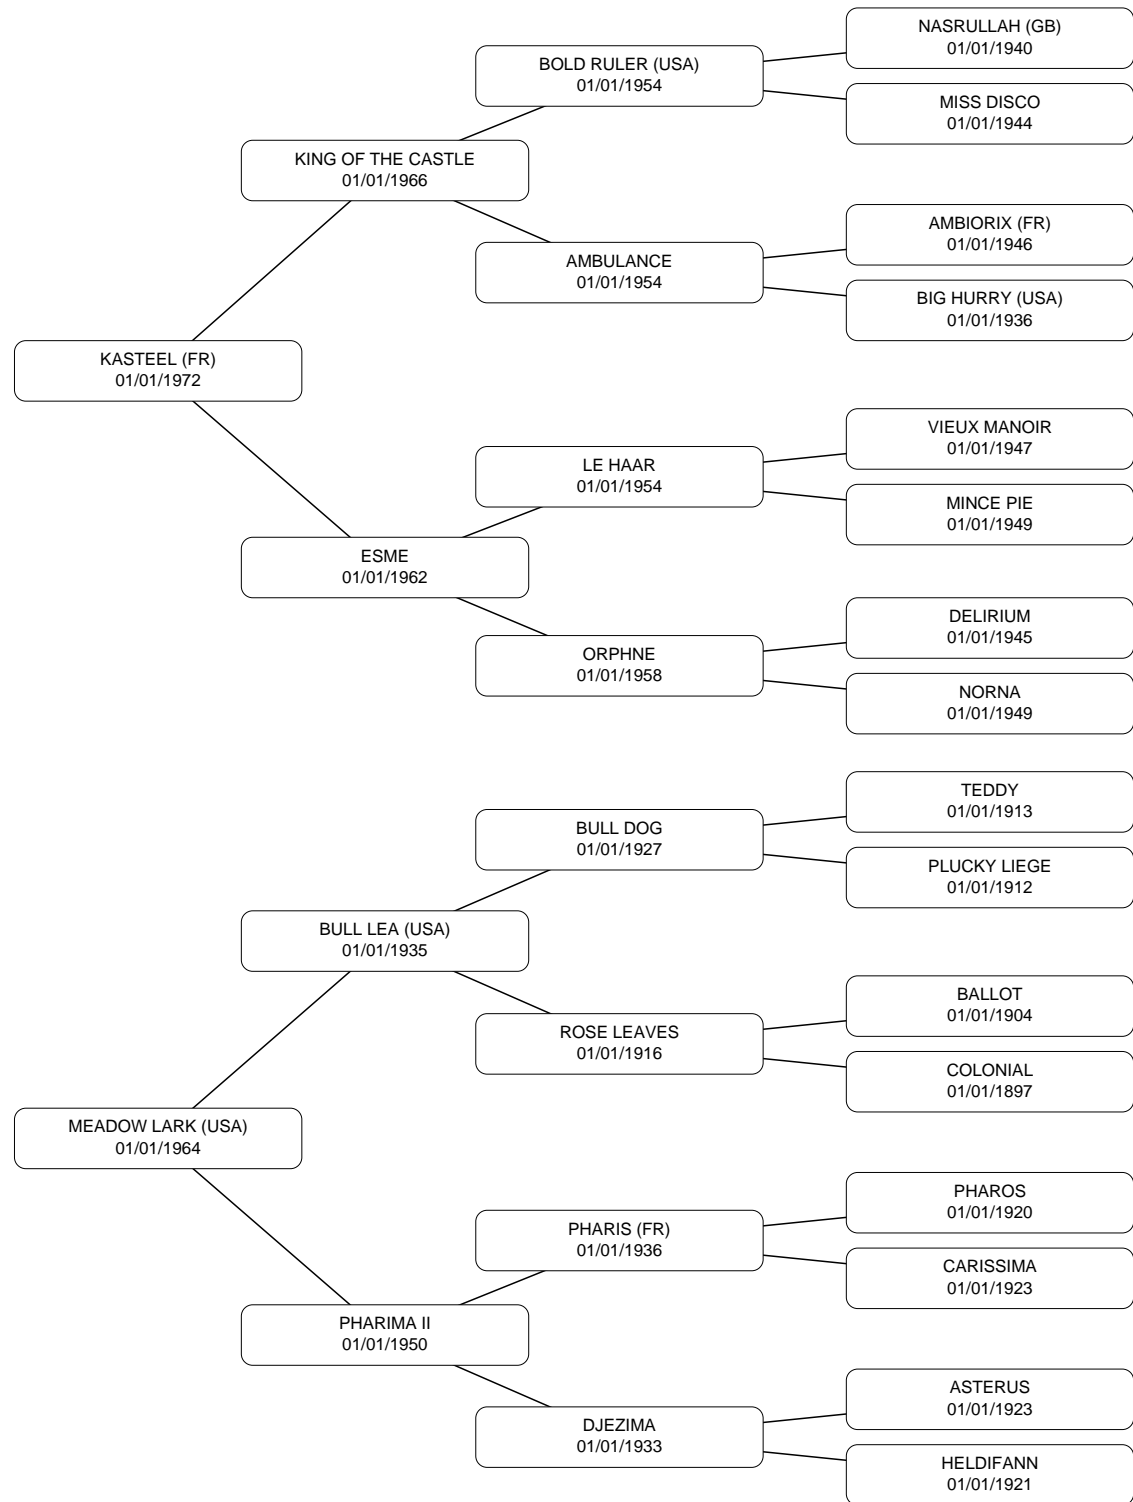 NASRULLAH (GB)
01/01/1940
BOLD RULER (USA)
01/01/1954
MISS DISCO
01/01/1944
KING OF THE CASTLE
01/01/1966
AMBIORIX (FR)
01/01/1946
AMBULANCE
01/01/1954
BIG HURRY (USA)
01/01/1936
KASTEEL (FR)
01/01/1972
VIEUX MANOIR
01/01/1947
LE HAAR
01/01/1954
MINCE PIE
01/01/1949
ESME
01/01/1962
DELIRIUM
01/01/1945
ORPHNE
01/01/1958
NORNA
01/01/1949
TEDDY
01/01/1913
BULL DOG
01/01/1927
PLUCKY LIEGE
01/01/1912
BULL LEA (USA)
01/01/1935
BALLOT
01/01/1904
ROSE LEAVES
01/01/1916
COLONIAL
01/01/1897
MEADOW LARK (USA)
01/01/1964
PHAROS
01/01/1920
PHARIS (FR)
01/01/1936
CARISSIMA
01/01/1923
PHARIMA II
01/01/1950
ASTERUS
01/01/1923
DJEZIMA
01/01/1933
HELDIFANN
01/01/1921